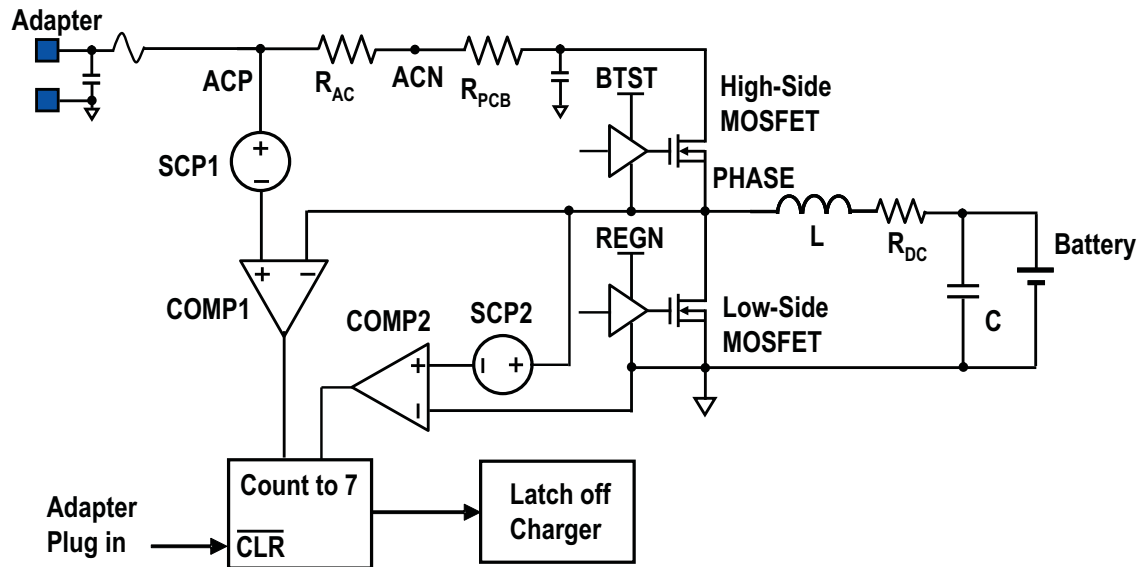 Adapter
ACP
R_AC
ACN
R_PCB
BTST
High-Side
MOSFET
SCP1
+
−
PHASE
REGN
L
R_DC
Battery
+
−
COMP1
COMP2
SCP2
Low-Side
MOSFET
C
+
−
−
+
Count to 7
CLR
Latch off
Charger
Adapter
Plug in